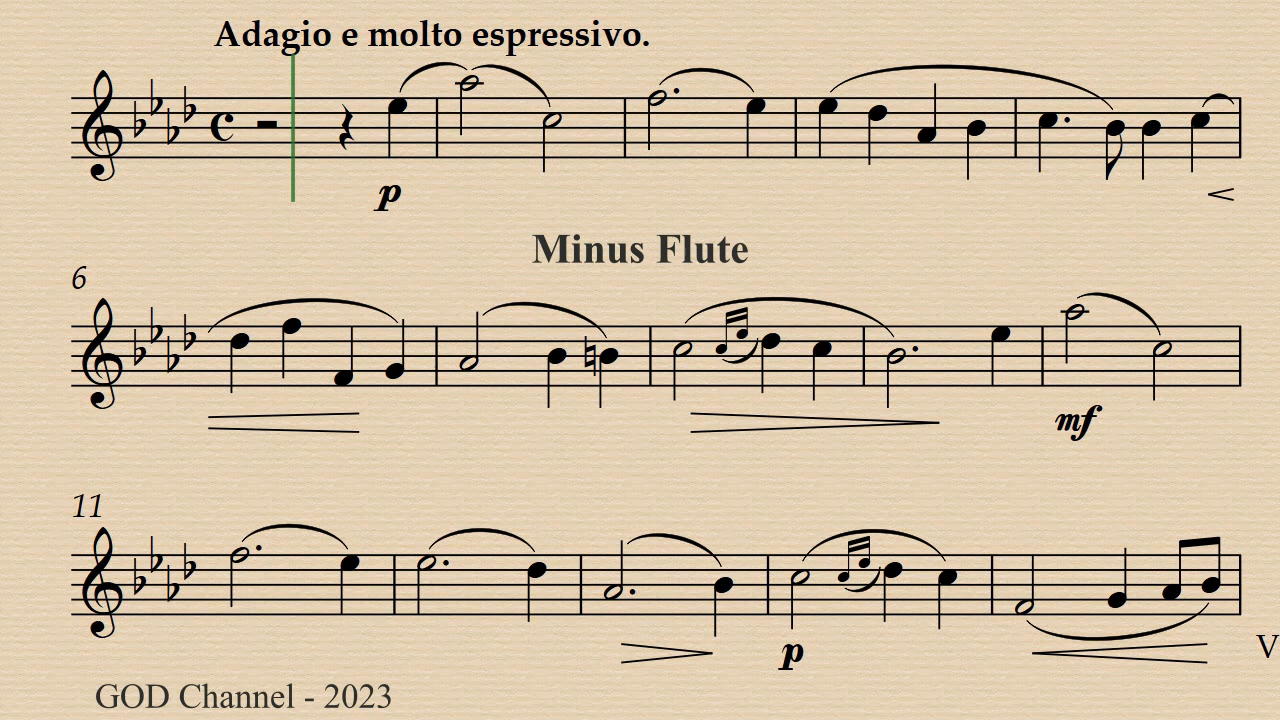 Adagio e molto espressivo.
p
Minus Flute
6
mf
11
p
V
GOD Channel - 2023